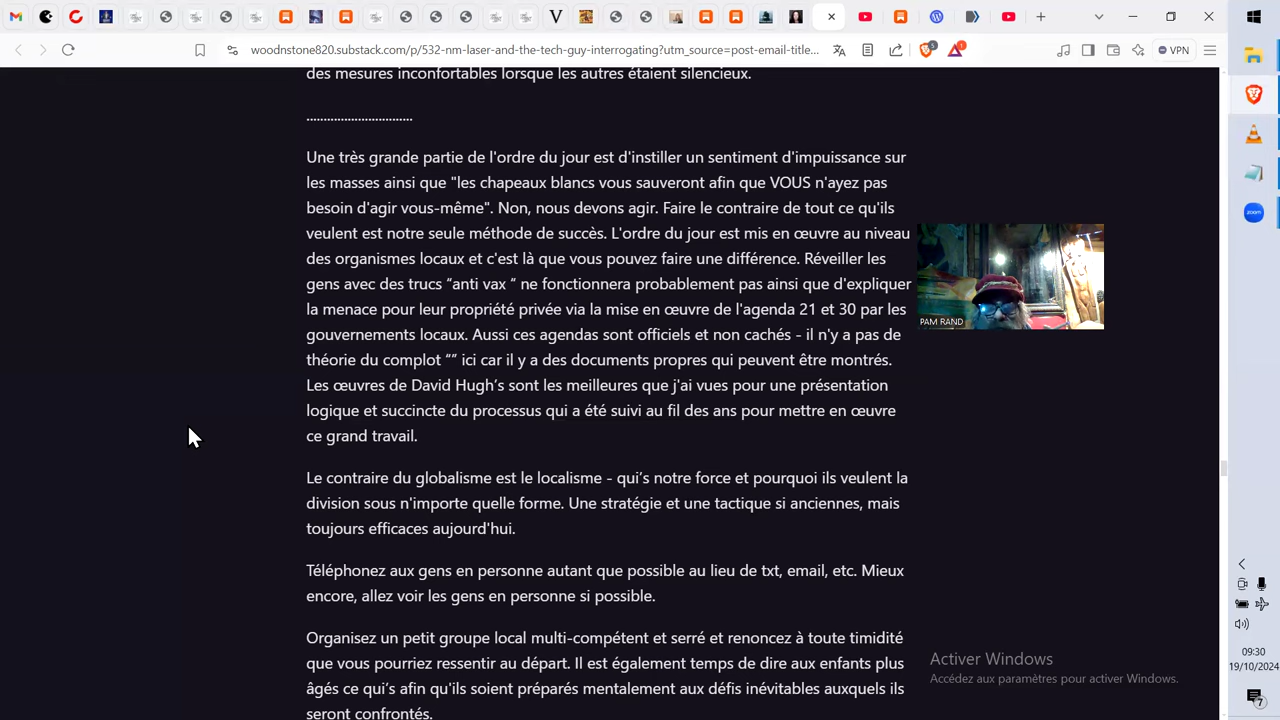 woodnstone820.substack.com/p/532-nm-laser-and-the-tech-guy-interrogating?utm_source=post-email-title...
VPN
des mesures inconfortables lorsque les autres étaient silencieux.
...............................
Une très grande partie de l'ordre du jour est d'instiller un sentiment d'impuissance sur
les masses ainsi que "les chapeaux blancs vous sauveront afin que VOUS n'ayez pas
besoin d'agir vous-même". Non, nous devons agir. Faire le contraire de tout ce qu'ils
veulent est notre seule méthode de succès. L'ordre du jour est mis en œuvre au niveau
des organismes locaux et c'est là que vous pouvez faire une différence. Réveiller les
gens avec des trucs “anti vax “ ne fonctionnera probablement pas ainsi que d'expliquer
la menace pour leur propriété privée via la mise en œuvre de l'agenda 21 et 30 par les
gouvernements locaux. Aussi ces agendas sont officiels et non cachés - il n'y a pas de
théorie du complot “” ici car il y a des documents propres qui peuvent être montrés.
Les œuvres de David Hugh’s sont les meilleures que j'ai vues pour une présentation
logique et succincte du processus qui a été suivi au fil des ans pour mettre en œuvre
ce grand travail.
Le contraire du globalisme est le localisme - qui’s notre force et pourquoi ils veulent la
division sous n'importe quelle forme. Une stratégie et une tactique si anciennes, mais
toujours efficaces aujourd'hui.
Téléphonez aux gens en personne autant que possible au lieu de txt, email, etc. Mieux
encore, allez voir les gens en personne si possible.
Organisez un petit groupe local multi-compétent et serré et renoncez à toute timidité
que vous pourriez ressentir au départ. Il est également temps de dire aux enfants plus
âgés ce qui’s afin qu'ils soient préparés mentalement aux défis inévitables auxquels ils
seront confrontés.
PAM RAND
Activer Windows
Accédez aux paramètres pour activer Windows.
zoom
09:30
19/10/2024
7